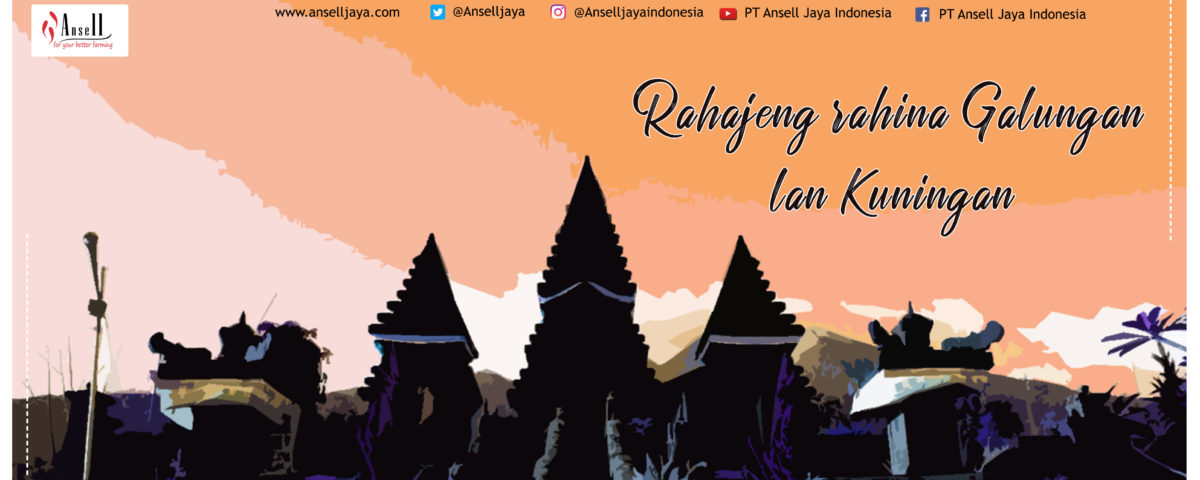 Ansell
for your better farming
www.anselljaya.com
@Anselljaya
@Anselljayaindonesia
PT Ansell Jaya Indonesia
PT Ansell Jaya Indonesia
Rahajeng rahina Galungan
lan Kuningan